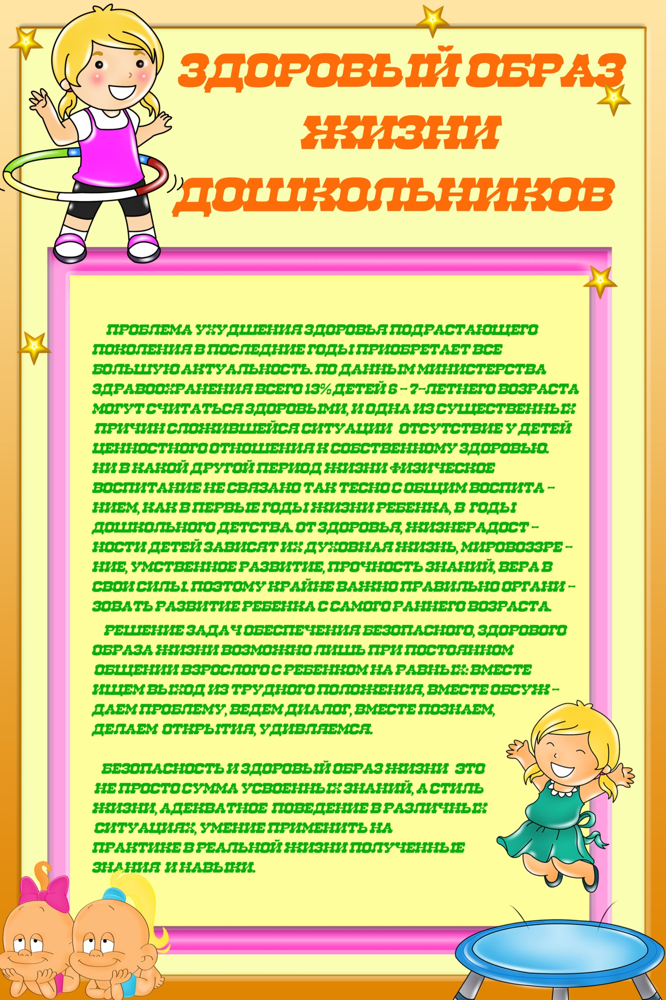 ЗДОРОВЫЙ ОБРАЗ
ЖИЗНИ
ДОШКОЛЬНИКОВ
ПРОБЛЕМА УХУДШЕНИЯ ЗДОРОВЬЯ ПОДРАСТАЮЩЕГО
ПОКОЛЕНИЯ В ПОСЛЕДНИЕ ГОДЫ ПРИОБРЕТАЕТ ВСЕ
БОЛЬШУЮ АКТУАЛЬНОСТЬ. ПО ДАННЫМ МИНИСТЕРСТВА
ЗДРАВООХРАНЕНИЯ ВСЕГО 13% ДЕТЕЙ 6 - 7-ЛЕТНЕГО ВОЗРАСТА
МОГУТ СЧИТАТЬСЯ ЗДОРОВЫМИ, И ОДНА ИЗ СУЩЕСТВЕННЫХ
ПРИЧИН СЛОЖИВШЕЙСЯ СИТУАЦИИ ОТСУТСТВИЕ У ДЕТЕЙ
ЦЕННОСТНОГО ОТНОШЕНИЯ К СОБСТВЕННОМУ ЗДОРОВЬЮ.
НИ В КАКОЙ ДРУГОЙ ПЕРИОД ЖИЗНИ ФИЗИЧЕСКОЕ
ВОСПИТАНИЕ НЕ СВЯЗАНО ТАК ТЕСНО С ОБЩИМ ВОСПИТА -
НИЕМ, КАК В ПЕРВЫЕ ГОДЫ ЖИЗНИ РЕБЕНКА, В ГОДЫ
ДОШКОЛЬНОГО ДЕТСТВА. ОТ ЗДОРОВЬЯ, ЖИЗНЕРАДОСТ -
НОСТИ ДЕТЕЙ ЗАВИСЯТ ИХ ДУХОВНАЯ ЖИЗНЬ, МИРОВОЗЗРЕ -
НИЕ, УМСТВЕННОЕ РАЗВИТИЕ, ПРОЧНОСТЬ ЗНАНИЙ, ВЕРА В
СВОИ СИЛЫ. ПОЭТОМУ КРАЙНЕ ВАЖНО ПРАВИЛЬНО ОРГАНИ -
ЗОВАТЬ РАЗВИТИЕ РЕБЕНКА С САМОГО РАННЕГО ВОЗРАСТА.
РЕШЕНИЕ ЗАДАЧ ОБЕСПЕЧЕНИЯ БЕЗОПАСНОГО, ЗДОРОВОГО
ОБРАЗА ЖИЗНИ ВОЗМОЖНО ЛИШЬ ПРИ ПОСТОЯННОМ
ОБЩЕНИИ ВЗРОСЛОГО С РЕБЕНКОМ НА РАВНЫХ: ВМЕСТЕ
ИЩЕМ ВЫХОД ИЗ ТРУДНОГО ПОЛОЖЕНИЯ, ВМЕСТЕ ОБСУЖ -
ДАЕМ ПРОБЛЕМУ, ВЕДЕМ ДИАЛОГ, ВМЕСТЕ ПОЗНАЕМ,
ДЕЛАЕМ ОТКРЫТИЯ, УДИВЛЯЕМСЯ.
БЕЗОПАСНОСТЬ И ЗДОРОВЫЙ ОБРАЗ ЖИЗНИ ЭТО
НЕ ПРОСТО СУММА УСВОЕННЫХ ЗНАНИЙ, А СТИЛЬ
ЖИЗНИ, АДЕКВАТНОЕ ПОВЕДЕНИЕ В РАЗЛИЧНЫХ
СИТУАЦИЯХ, УМЕНИЕ ПРИМЕНИТЬ НА
ПРАКТИКЕ В РЕАЛЬНОЙ ЖИЗНИ ПОЛУЧЕННЫЕ
ЗНАНИЯ И НАВЫКИ.